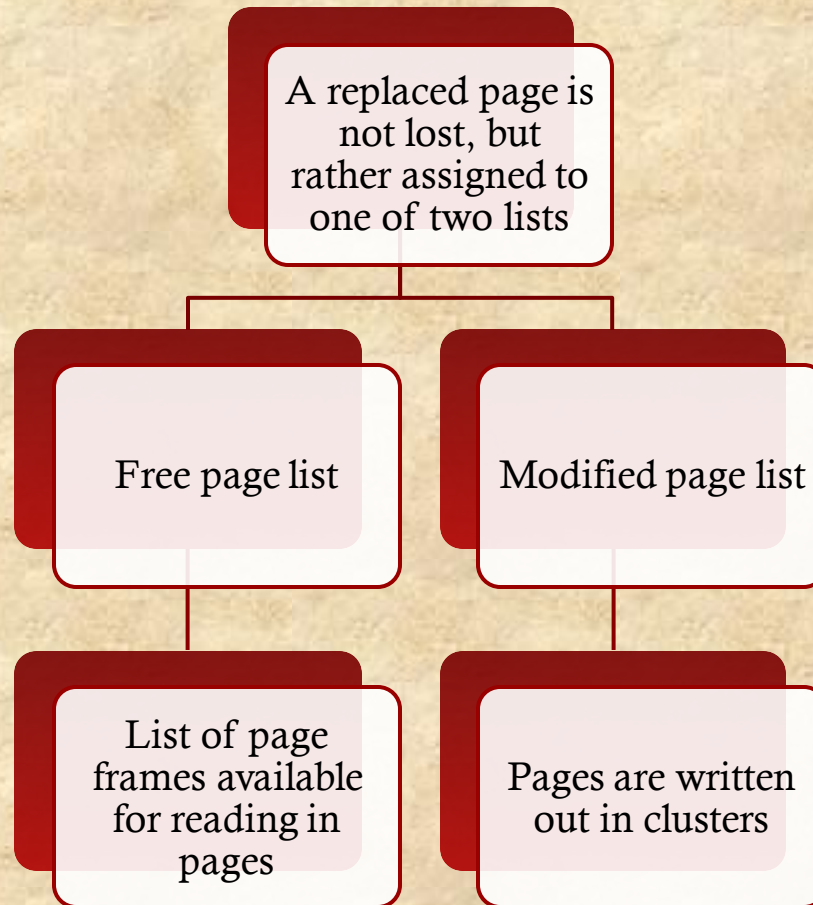 A replaced page is
not lost, but
rather assigned to
one of two lists
Free page list
Modified page list
List of page
frames available
for reading in
pages
Pages are written
out in clusters